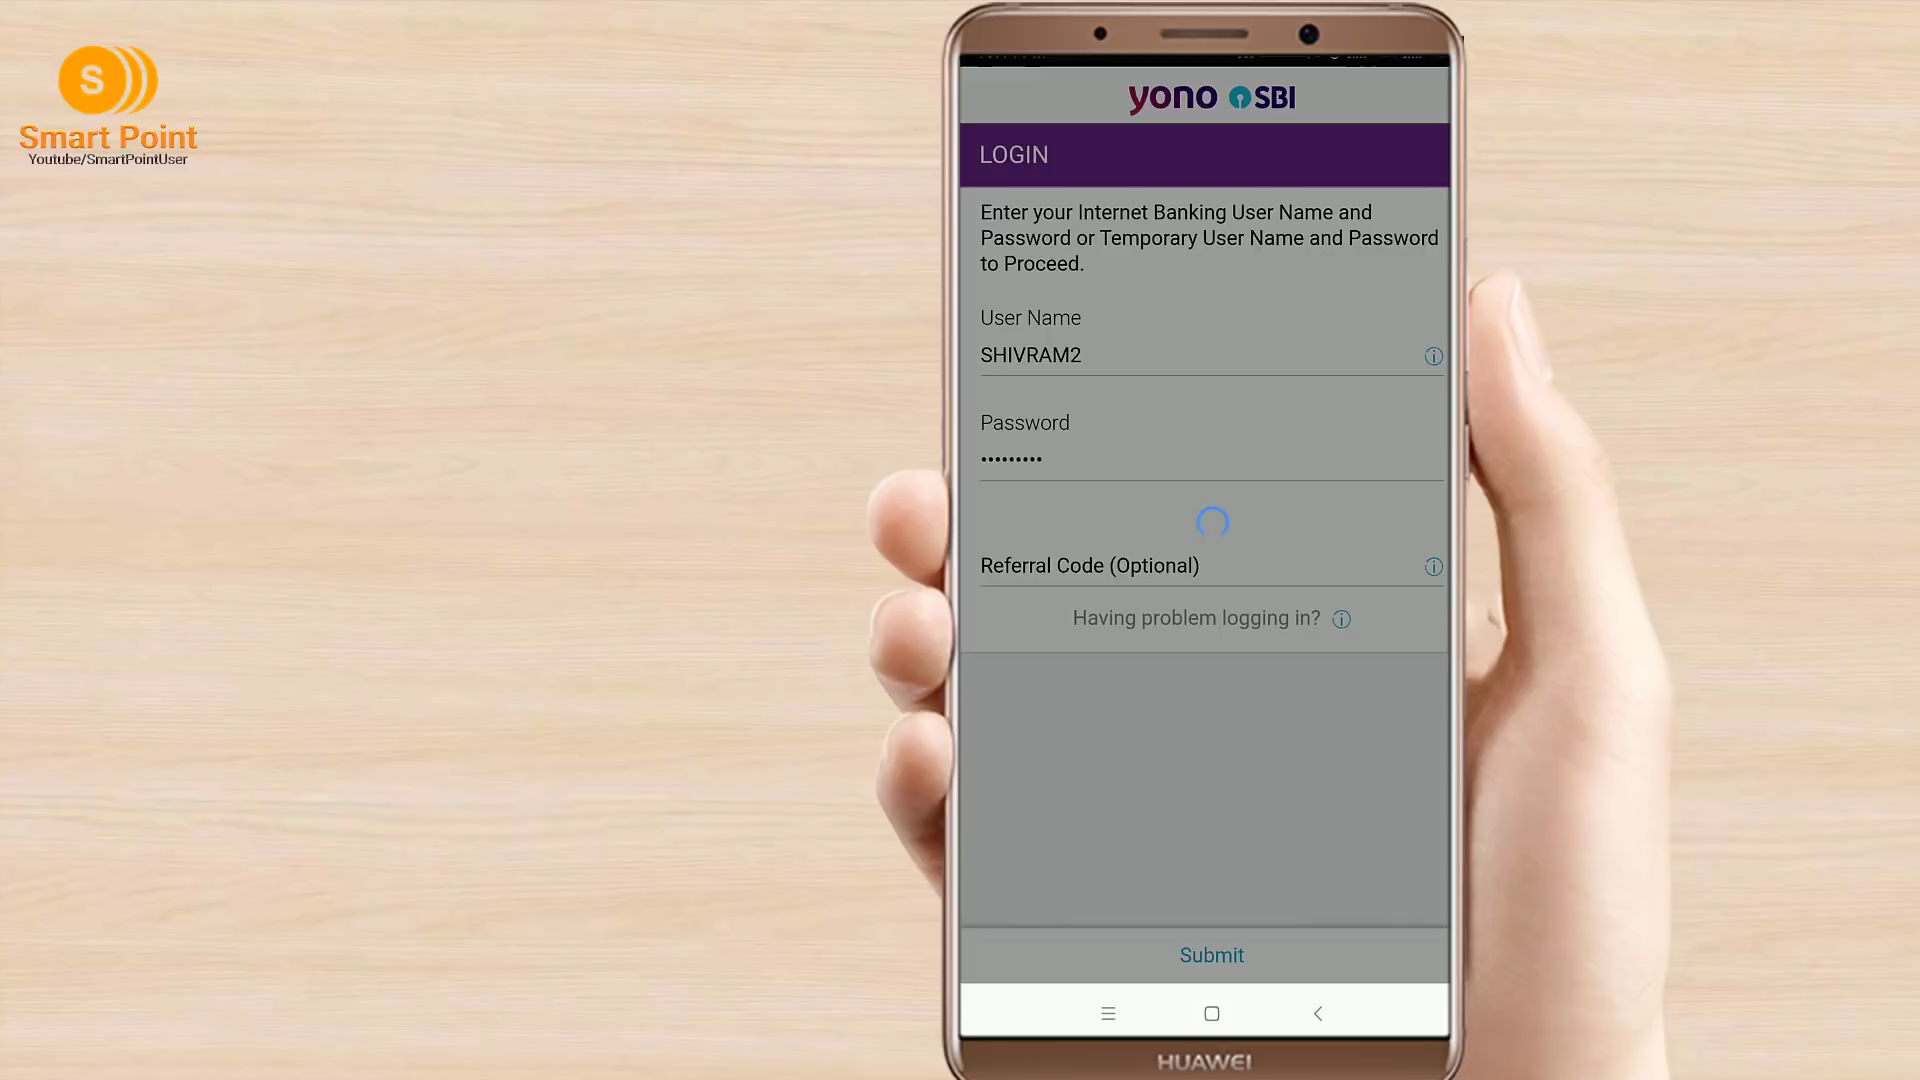 S
Smart Point
Youtube/SmartPointUser
yono SBI
LOGIN
Enter your Internet Banking User Name and
Password or Temporary User Name and Password
to Proceed.
User Name
SHIVRAM2
Password
•••••••••
Referral Code (Optional)
Having problem logging in?
Submit
HUAWEI